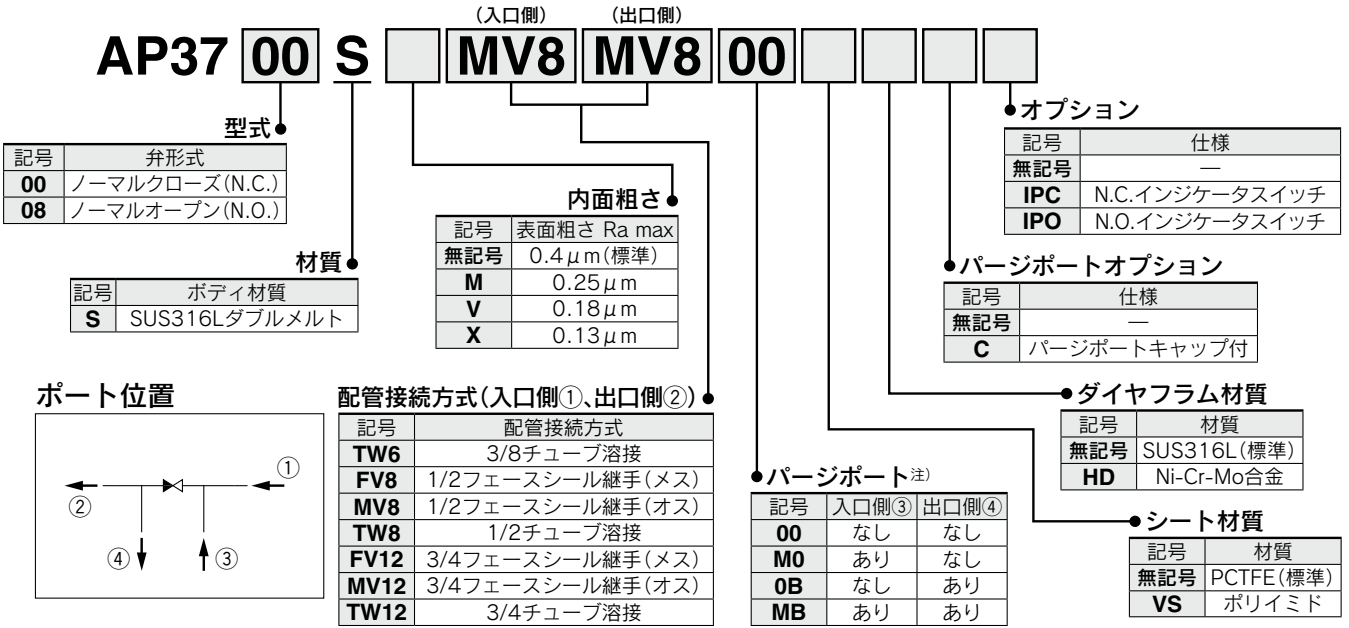 (入口側) (出口側)
AP37 00 S MV8 MV8 00
型式
記号 弁形式
00 ノーマルクローズ(N.C.)
08 ノーマルオープン(N.O.)
材質
記号 ボディ材質
S SUS316Lダブルメルト
内面粗さ
記号 表面粗さ Ra max
無記号 0.4μm(標準)
M 0.25μm
V 0.18μm
X 0.13μm
オプション
記号 仕様
無記号 —
IPC N.C.インジケータスイッチ
IPO N.O.インジケータスイッチ
パージポートオプション
記号 仕様
無記号 —
C パージポートキャップ付
ダイヤフラム材質
記号 材質
無記号 SUS316L(標準)
HD Ni-Cr-Mo合金
シート材質
記号 材質
無記号 PCTFE(標準)
VS ポリイミド
ポート位置
①
②
④ ③
配管接続方式(入口側①、出口側②)
記号 配管接続方式
TW6 3/8チューブ溶接
FV8 1/2フェースシール継手(メス)
MV8 1/2フェースシール継手(オス)
TW8 1/2チューブ溶接
FV12 3/4フェースシール継手(メス)
MV12 3/4フェースシール継手(オス)
TW12 3/4チューブ溶接
パージポート注)
記号 入口側③ 出口側④
00 なし なし
M0 あり なし
0B なし あり
MB あり あり